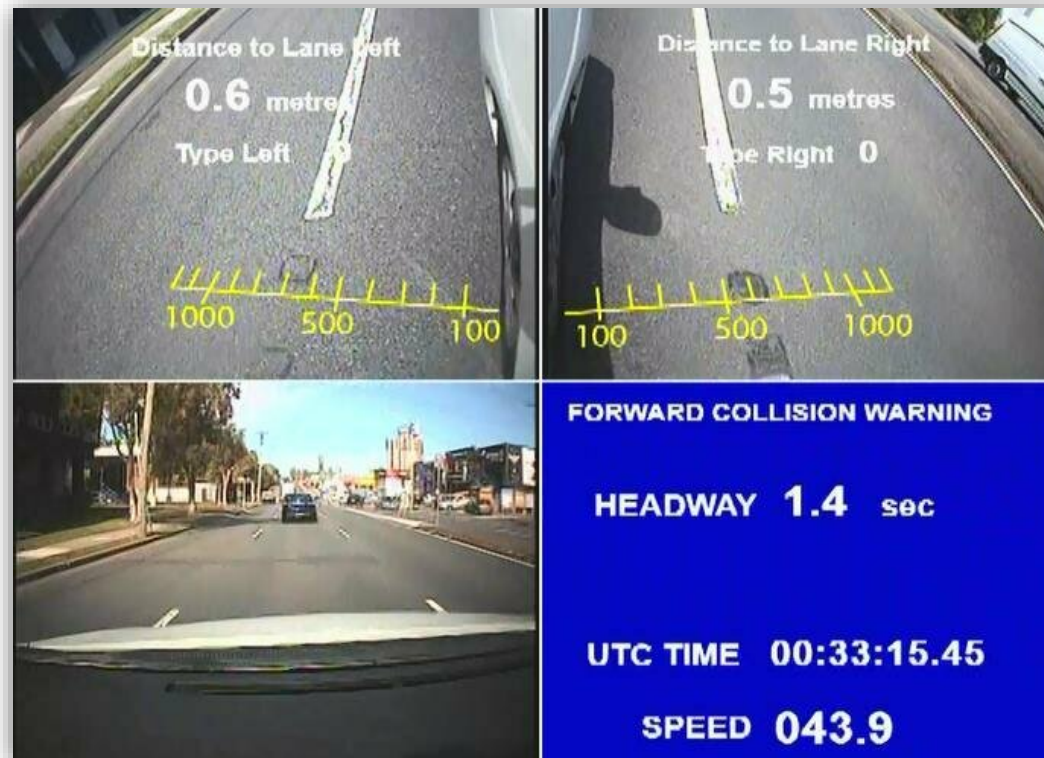 Distance to Lane Left
0.6 metres
Type Left 0
1000 500 100
Distance to Lane Right
0.5 metres
Type Right 0
100 500 1000
FORWARD COLLISION WARNING
HEADWAY 1.4 sec
UTC TIME 00:33:15.45
SPEED 043.9